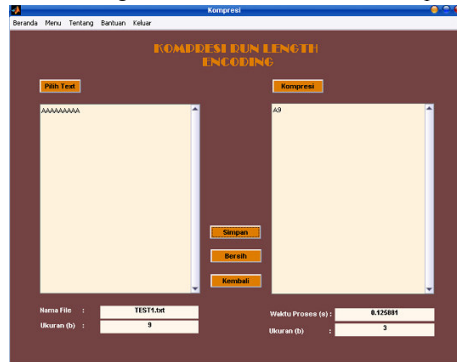 Kompresi
Beranda Menu Tentang Bantuan Keluar
KOMPRESI RUN LENGTH
ENCODING
Pilih Text
Kompresi
AAAAAAAAA
A9
Simpan
Bersih
Kembali
Nama File : TEST1.txt
Ukuran (b) : 9
Waktu Proses (s) : 0.125881
Ukuran (b) : 3